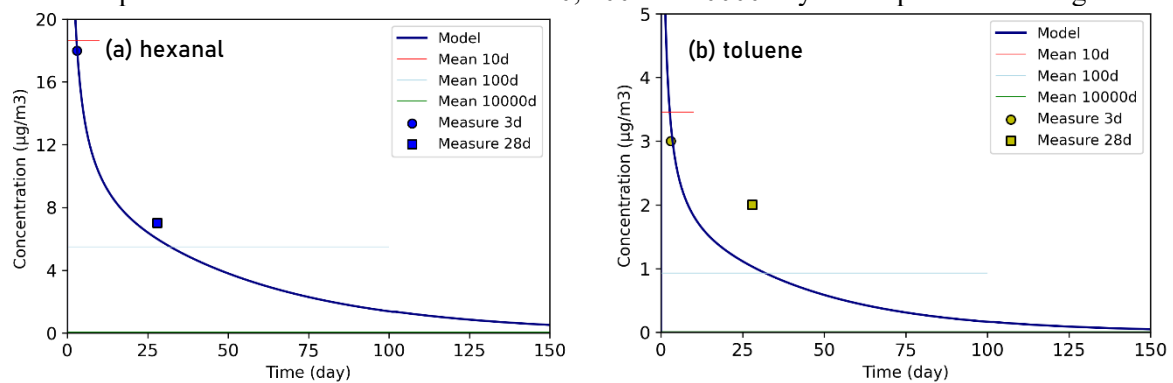 (a) hexanal
Model
Mean 10d
Mean 100d
Mean 10000d
Measure 3d
Measure 28d
20
16
12
8
4
0
Concentration (µg/m3)
0 25 50 75 100 125 150
Time (day)
(b) toluene
Model
Mean 10d
Mean 100d
Mean 10000d
Measure 3d
Measure 28d
5
4
3
2
1
0
Concentration (µg/m3)
0 25 50 75 100 125 150
Time (day)